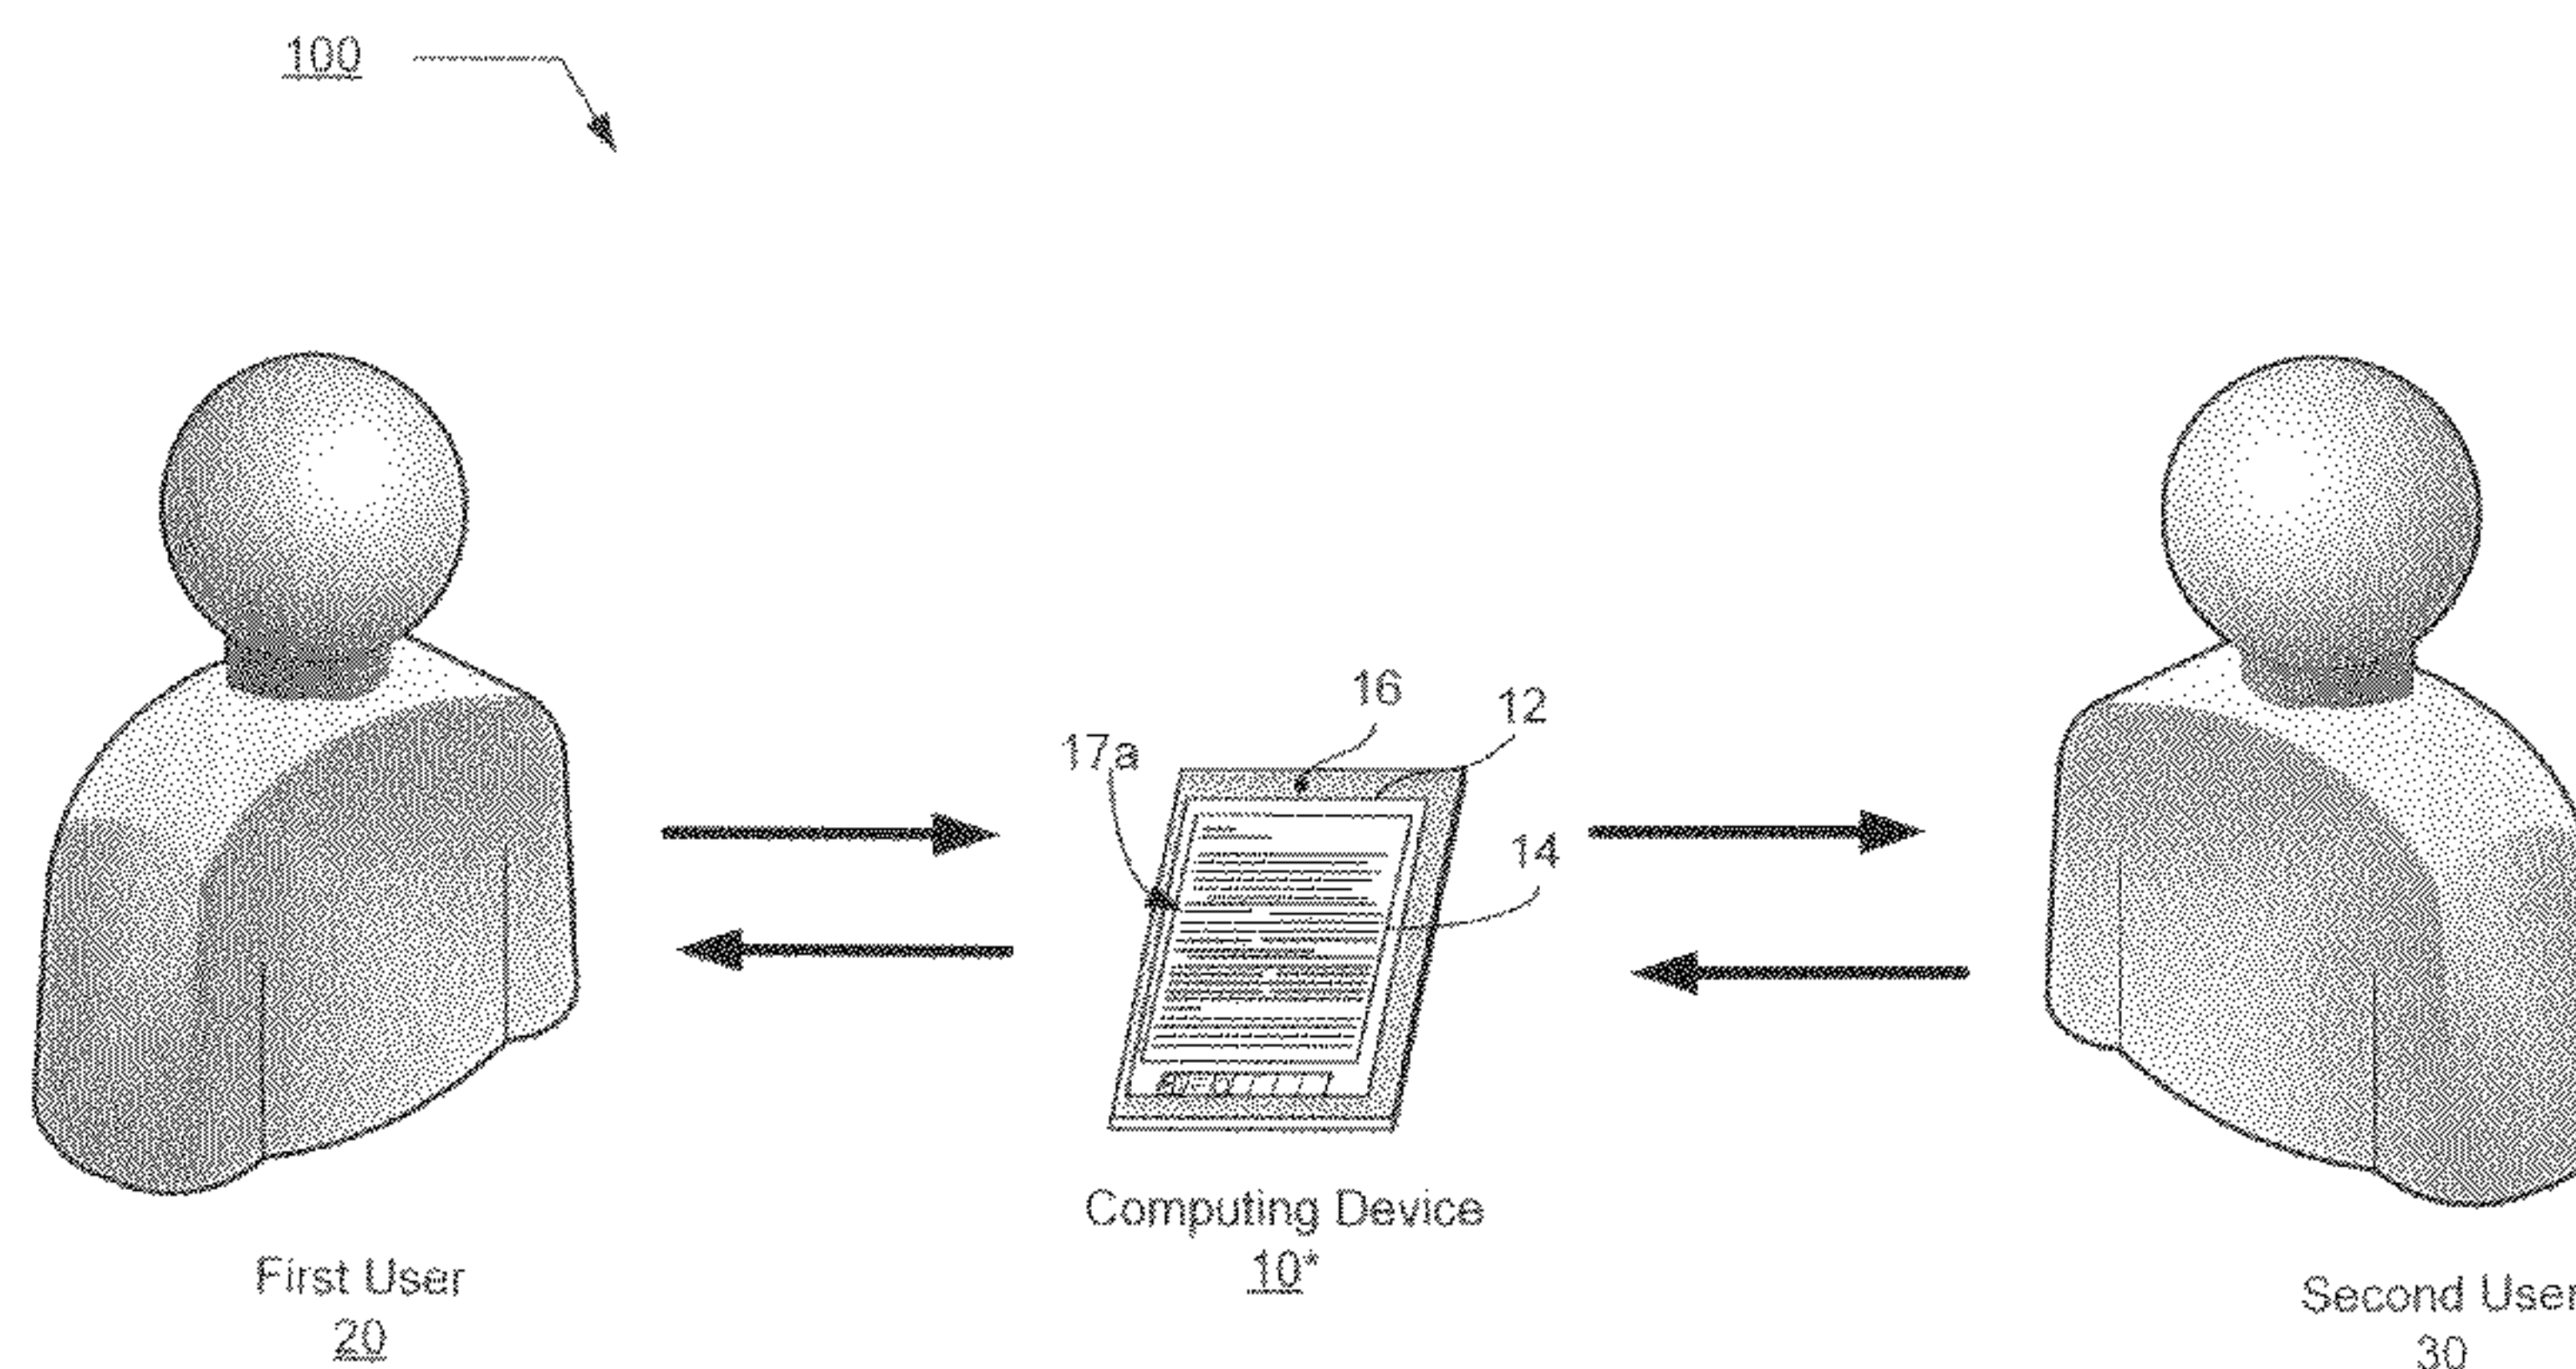 100
16
12
17a
14
Computing Device
10*
First User
20
Second User
30